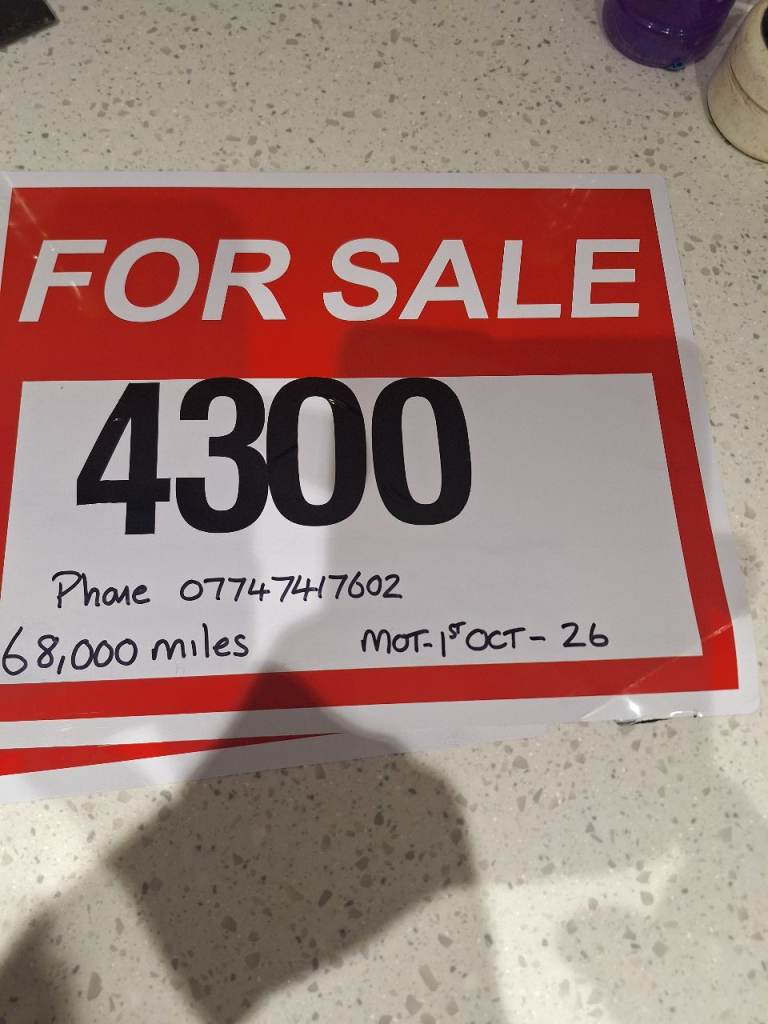 FOR SALE
4300
Phone 07747417602
68,000 miles MOT-1ST OCT-26